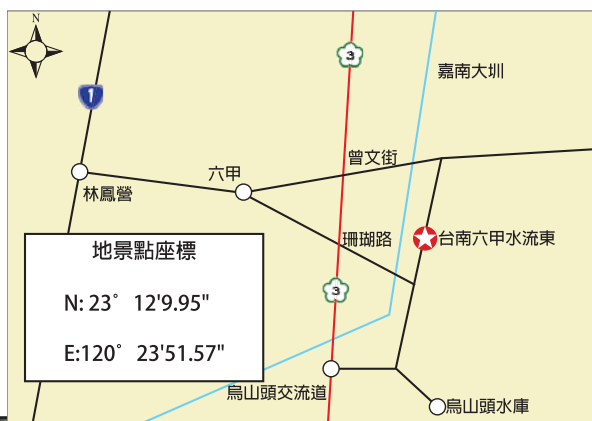 N
3
1
嘉南大圳
曾文街
六甲
林鳳營
珊瑚路
台南六甲水流東
地景點座標
N: 23° 12'9.95"
E:120° 23'51.57"
3
烏山頭交流道
烏山頭水庫